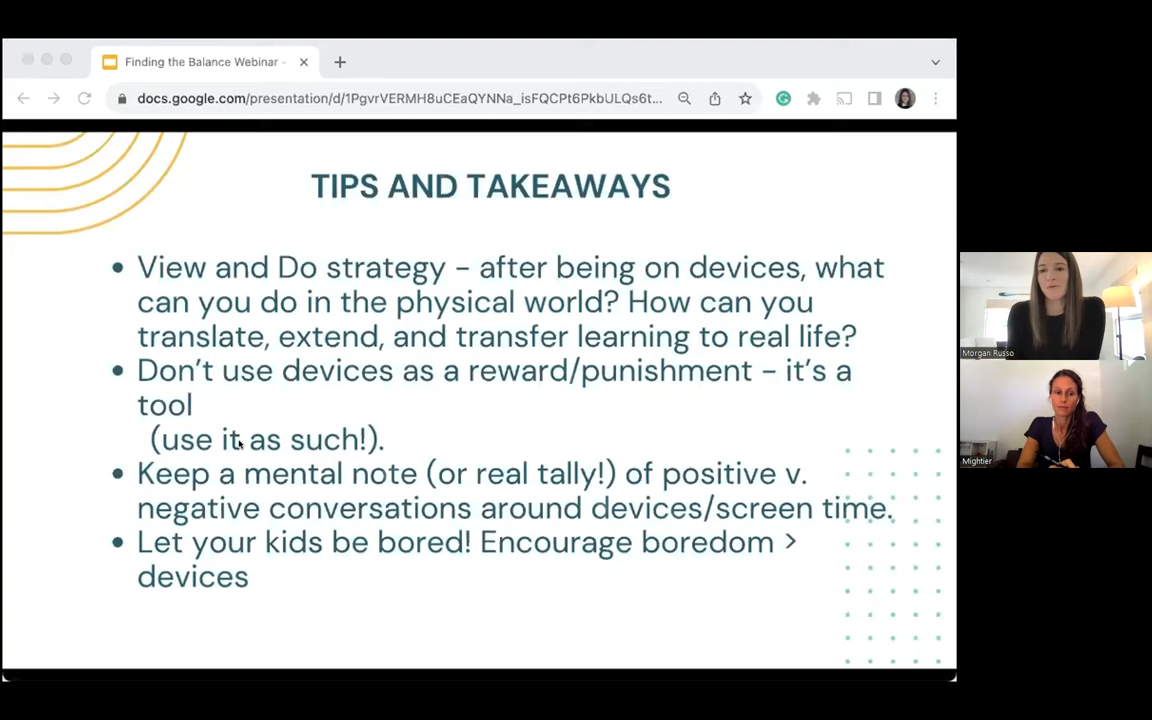 Finding the Balance Webinar -
docs.google.com/presentation/d/1PgvrVERMH8uCEaQYNNa_isFQCPt6PkbULQs6t...
TIPS AND TAKEAWAYS
• View and Do strategy - after being on devices, what
can you do in the physical world? How can you
translate, extend, and transfer learning to real life?
• Don't use devices as a reward/punishment - it's a
tool
(use it as such!).
• Keep a mental note (or real tally!) of positive v.
negative conversations around devices/screen time.
• Let your kids be bored! Encourage boredom >
devices
Morgan Russo
Mightier